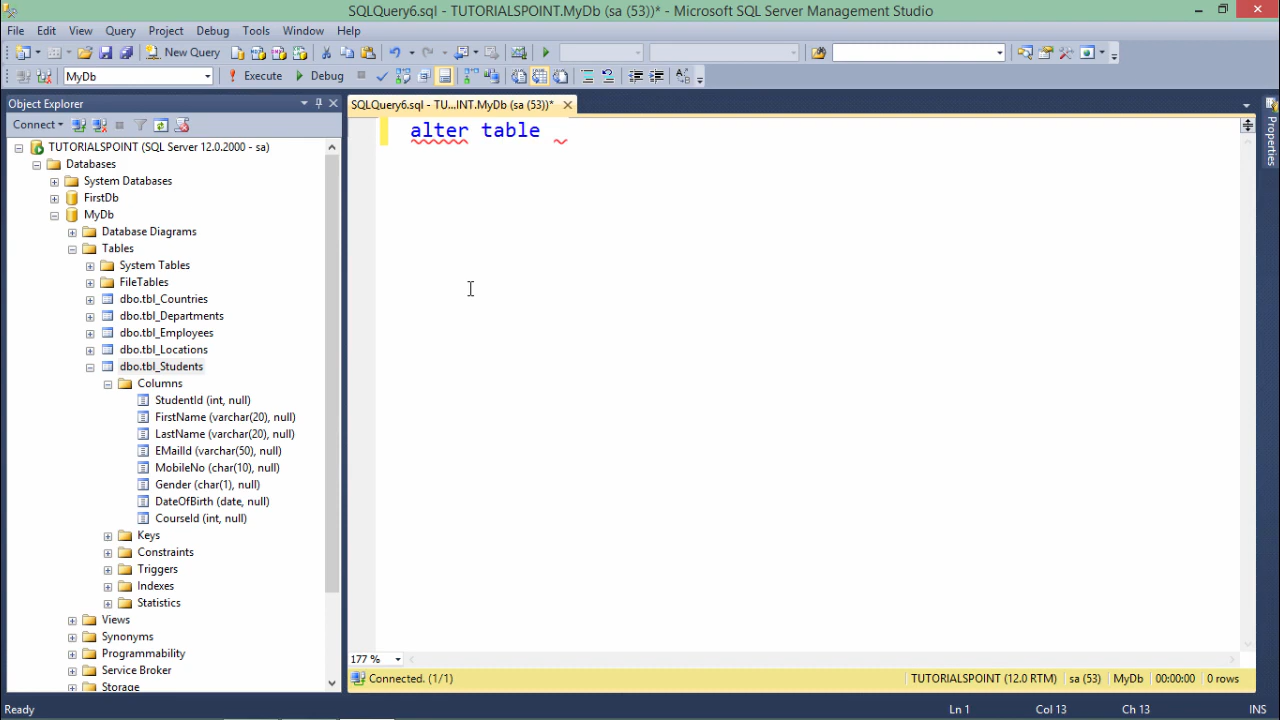 SQLQuery6.sql - TUTORIALSPOINT.MyDb (sa (53))* - Microsoft SQL Server Management Studio
File Edit View Query Project Debug Tools Window Help
New Query
MyDb Execute Debug
Object Explorer
SQLQuery6.sql - TU...INT.MyDb (sa (53))*
Properties
Connect
alter table
TUTORIALSPOINT (SQL Server 12.0.2000 - sa)
Databases
System Databases
FirstDb
MyDb
Database Diagrams
Tables
System Tables
FileTables
dbo.tbl_Countries
dbo.tbl_Departments
dbo.tbl_Employees
dbo.tbl_Locations
dbo.tbl_Students
Columns
StudentId (int, null)
FirstName (varchar(20), null)
LastName (varchar(20), null)
EMailId (varchar(50), null)
MobileNo (char(10), null)
Gender (char(1), null)
DateOfBirth (date, null)
CourseId (int, null)
Keys
Constraints
Triggers
Indexes
Statistics
Views
Synonyms
Programmability
Service Broker
Storage
177 %
Connected. (1/1) TUTORIALSPOINT (12.0 RTM) sa (53) MyDb 00:00:00 0 rows
Ready Ln 1 Col 13 Ch 13 INS